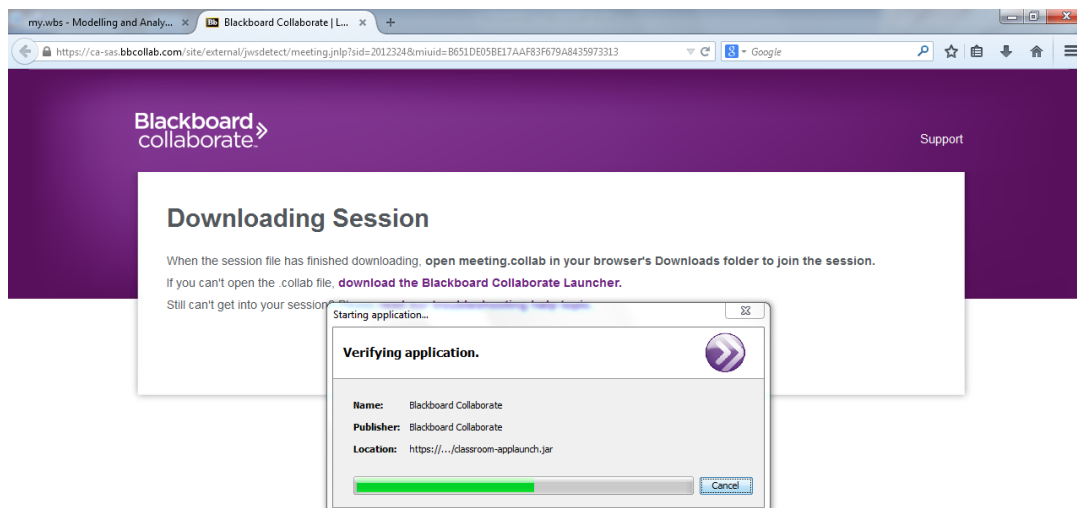 my.wbs - Modelling and Analy...
Blackboard Collaborate | L...
https://ca-sas.bbcollab.com/site/external/jwsdetect/meeting.jnlp?sid=2012324&miuid=B651DE05BE17AAF83F679A8435973313
Google
Blackboard
collaborate
Support
Downloading Session
When the session file has finished downloading, open meeting.collab in your browser's Downloads folder to join the session.
If you can't open the .collab file, download the Blackboard Collaborate Launcher.
Still can't get into your session?
Starting application...
Verifying application.
Name: Blackboard Collaborate
Publisher: Blackboard Collaborate
Location: https://.../classroom-applaunch.jar
Cancel